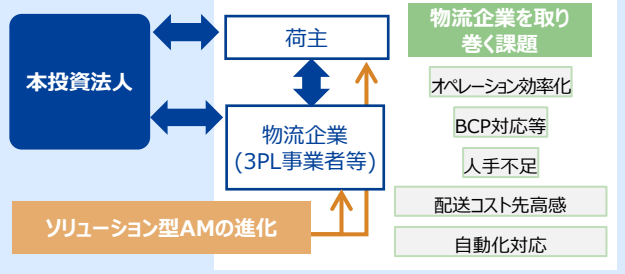 本投資法人
荷主
物流企業
(3PL事業者等)
ソリューション型AMの進化
物流企業を取り
巻く課題
オペレーション効率化
BCP対応等
人手不足
配送コスト先高感
自動化対応